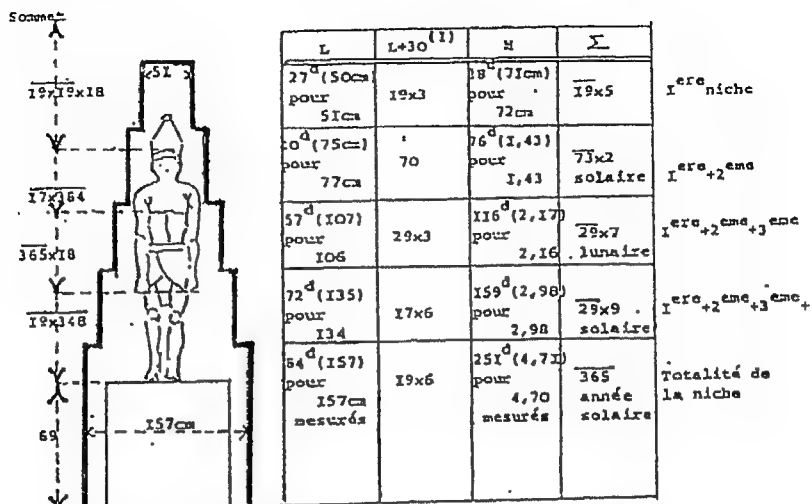 Sommet
51
19x19x18
17x364
365x18
19x348
69
157cm
L L+30(1) H Σ
27d(50cm) pour 51cm 19x3 18d(71cm) pour 72cm 19x5 1ere niche
pour 77cm 70 76d(1,43) pour 1,43 73x2 solaire 1ere+2eme
57d(107) pour 106 29x3 116d(2,17) pour 2,16 29x7 lunaire 1ere+2eme+3eme
72d(135) pour 134 17x6 159d(2,98) pour 2,98 29x9 solaire 1ere+2eme+3eme+
64d(157) pour 157cm mesurés 19x6 251d(4,71) pour 4,70 mesurés 365 année solaire Totalité de la niche